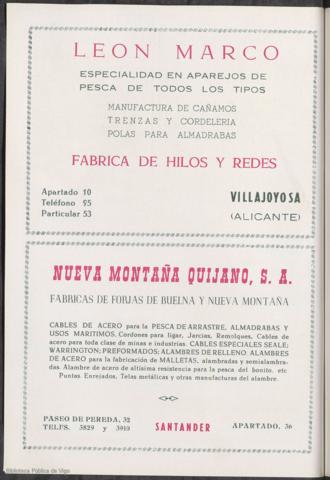 LEON MARCO
ESPECIALIDAD EN APAREJOS DE
PESCA DE TODOS LOS TIPOS
MANUFACTURA DE CAÑAMOS
TRENZAS Y CORDELERIA
POLAS PARA ALMADRABAS
FABRICA DE HILOS Y REDES
Apartado 10
Teléfono 95
Particular 53
VILLAJOYOSA
(ALICANTE)
NUEVA MONTAÑA QUIJANO, S. A.
FABRICAS DE FORJAS DE BUELNA Y NUEVA MONTAÑA
CABLES DE ACERO para la PESCA DE ARRASTRE, ALMADRABAS Y
USOS MARITIMOS. Cordones para ligar, Jarcias, Remolques, Cables de
acero para toda clase de minas e industrias. CABLES ESPECIALES SEALE;
WARRINGTON; PREFORMADOS; ALAMBRES DE RELLENO. ALAMBRES
DE ACERO para la fabricación de MALLETAS, alambradas y semialambra-
das. Alambre de acero de altísima resistencia para la pesca del bonito, etc
Puntas Enrejados, Telas metálicas y otras manufacturas del alambre.
PASEO DE PEREDA, 32
TELFS. 3829 y 3919
SANTANDER
APARTADO, 36
Biblioteca Pública de Vigo